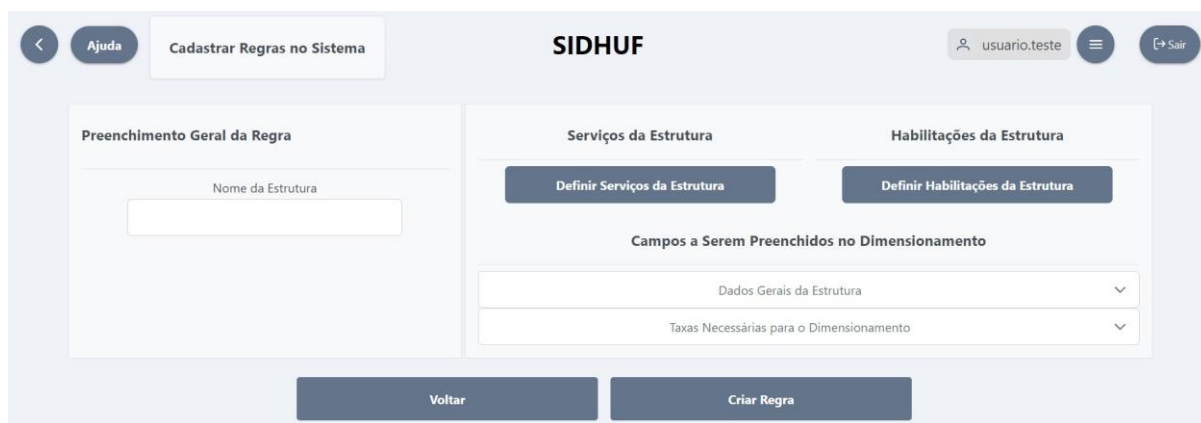 Ajuda
Cadastrar Regras no Sistema
SIDHUF
usuario.teste
Sair
Preenchimento Geral da Regra
Nome da Estrutura
Serviços da Estrutura
Habilitações da Estrutura
Definir Serviços da Estrutura
Definir Habilitações da Estrutura
Campos a Serem Preenchidos no Dimensionamento
Dados Gerais da Estrutura
Taxas Necessárias para o Dimensionamento
Voltar
Criar Regra